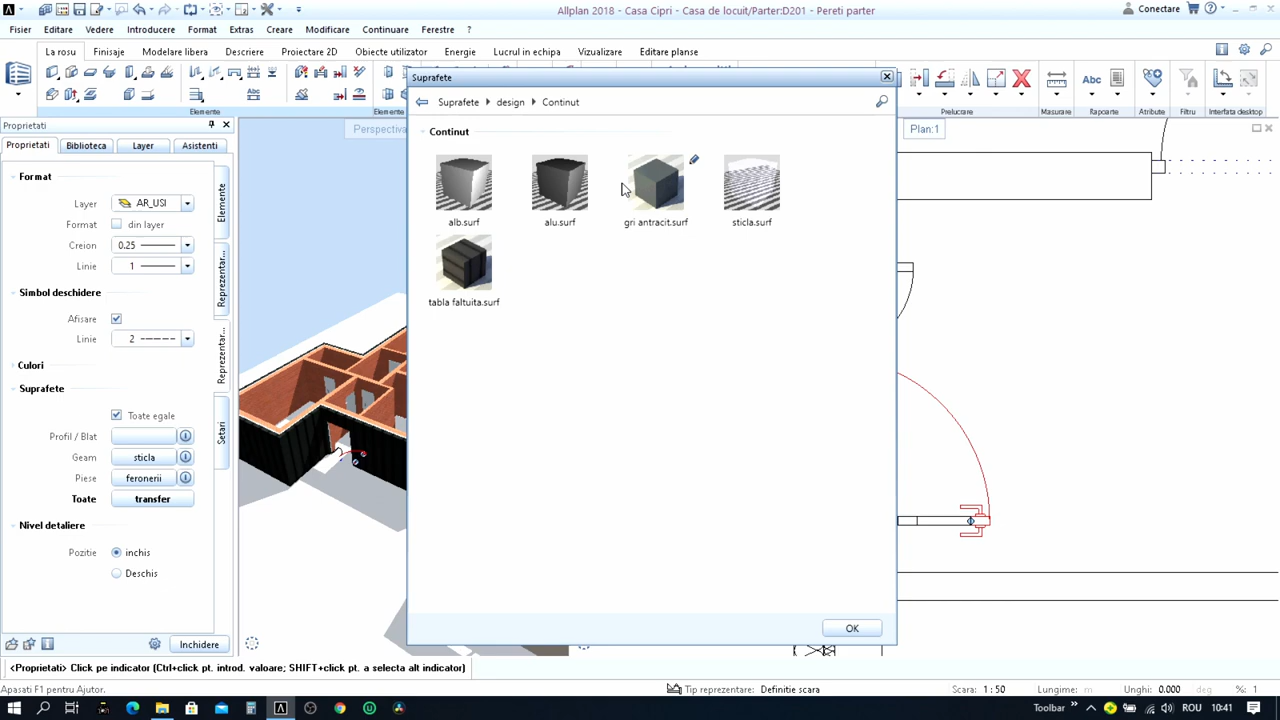 Allplan 2018 - Casa Cipri - Casa de locuit/Parter:D201 - Pereti parter
Conectare
Fisier Editare Vedere Introducere Format Extras Creare Modificare Continuare Ferestre ?
La rosu Finisaje Modelare libera Descriere Proiectare 2D Obiecte utilizator Energie Lucrul in echipa Vizualizare Editare planse
Abc
Elemente Elemente Prelucrare Masurare Rapoarte Atribute Filtru Interfata desktop
Proprietati
Proprietati Biblioteca Layer Asistenti
Format
Layer AR_USI
Format din layer
Creion 0.25
Linie 1
Simbol deschidere
Afisare
Linie 2
Culori
Suprafete
Toate egale
Profil / Blat
Geam sticla
Piese feronerii
Toate transfer
Nivel detaliere
Pozitie inchis
Deschis
Inchidere
Elemente
Reprezentar...
Reprezentar...
Setari
Perspectiva
Suprafete
Suprafete design Continut
Continut
alb.surf alu.surf gri antracit.surf sticla.surf
tabla faltuita.surf
OK
Plan:1
<Proprietati> Click pe indicator (Ctrl+click pt. introd. valoare; SHIFT+click pt. a selecta alt indicator)
Apasati F1 pentru Ajutor. Tip reprezentare: Definitie scara Scara: 1 : 50 Lungime: m Unghi: 0.000 deg %: 1
Toolbar ROU 10:41